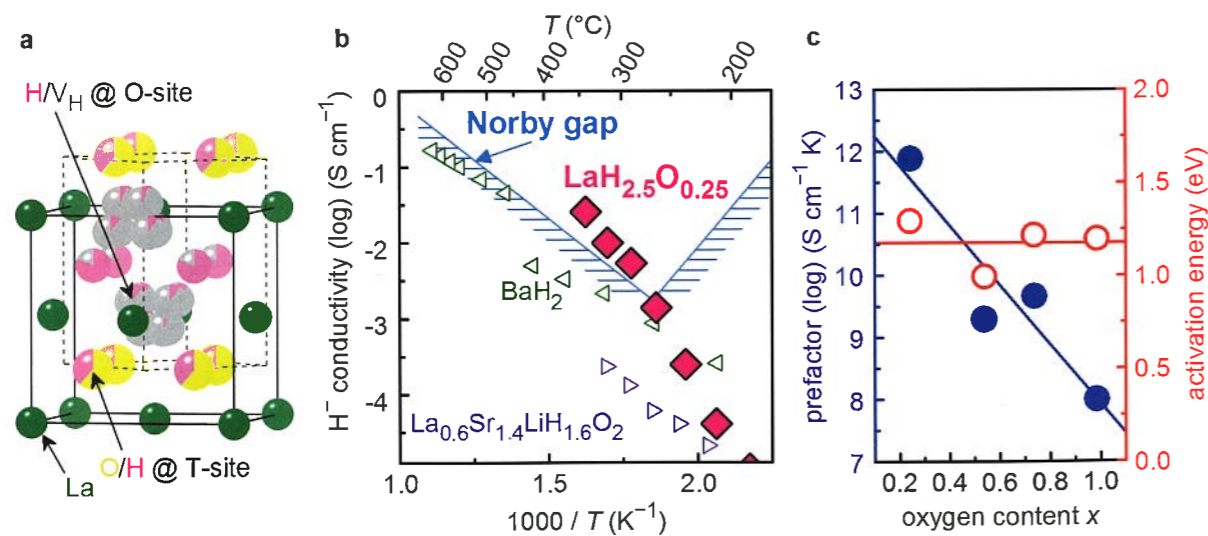 a
H/V_H @ O-site
La
O/H @ T-site
b
T (°C)
600
500
400
300
200
0
-1
-2
-3
-4
H⁻ conductivity (log) (S cm⁻¹)
Norby gap
LaH₂.₅O₀.₂₅
BaH₂
La₀.₆Sr₁.₄LiH₁.₆O₂
1.0
1.5
2.0
1000 / T (K⁻¹)
c
13
12
11
10
9
8
7
prefactor (log) (S cm⁻¹ K)
2.0
1.5
1.0
0.5
0.0
activation energy (eV)
0.2 0.4 0.6 0.8 1.0
oxygen content x